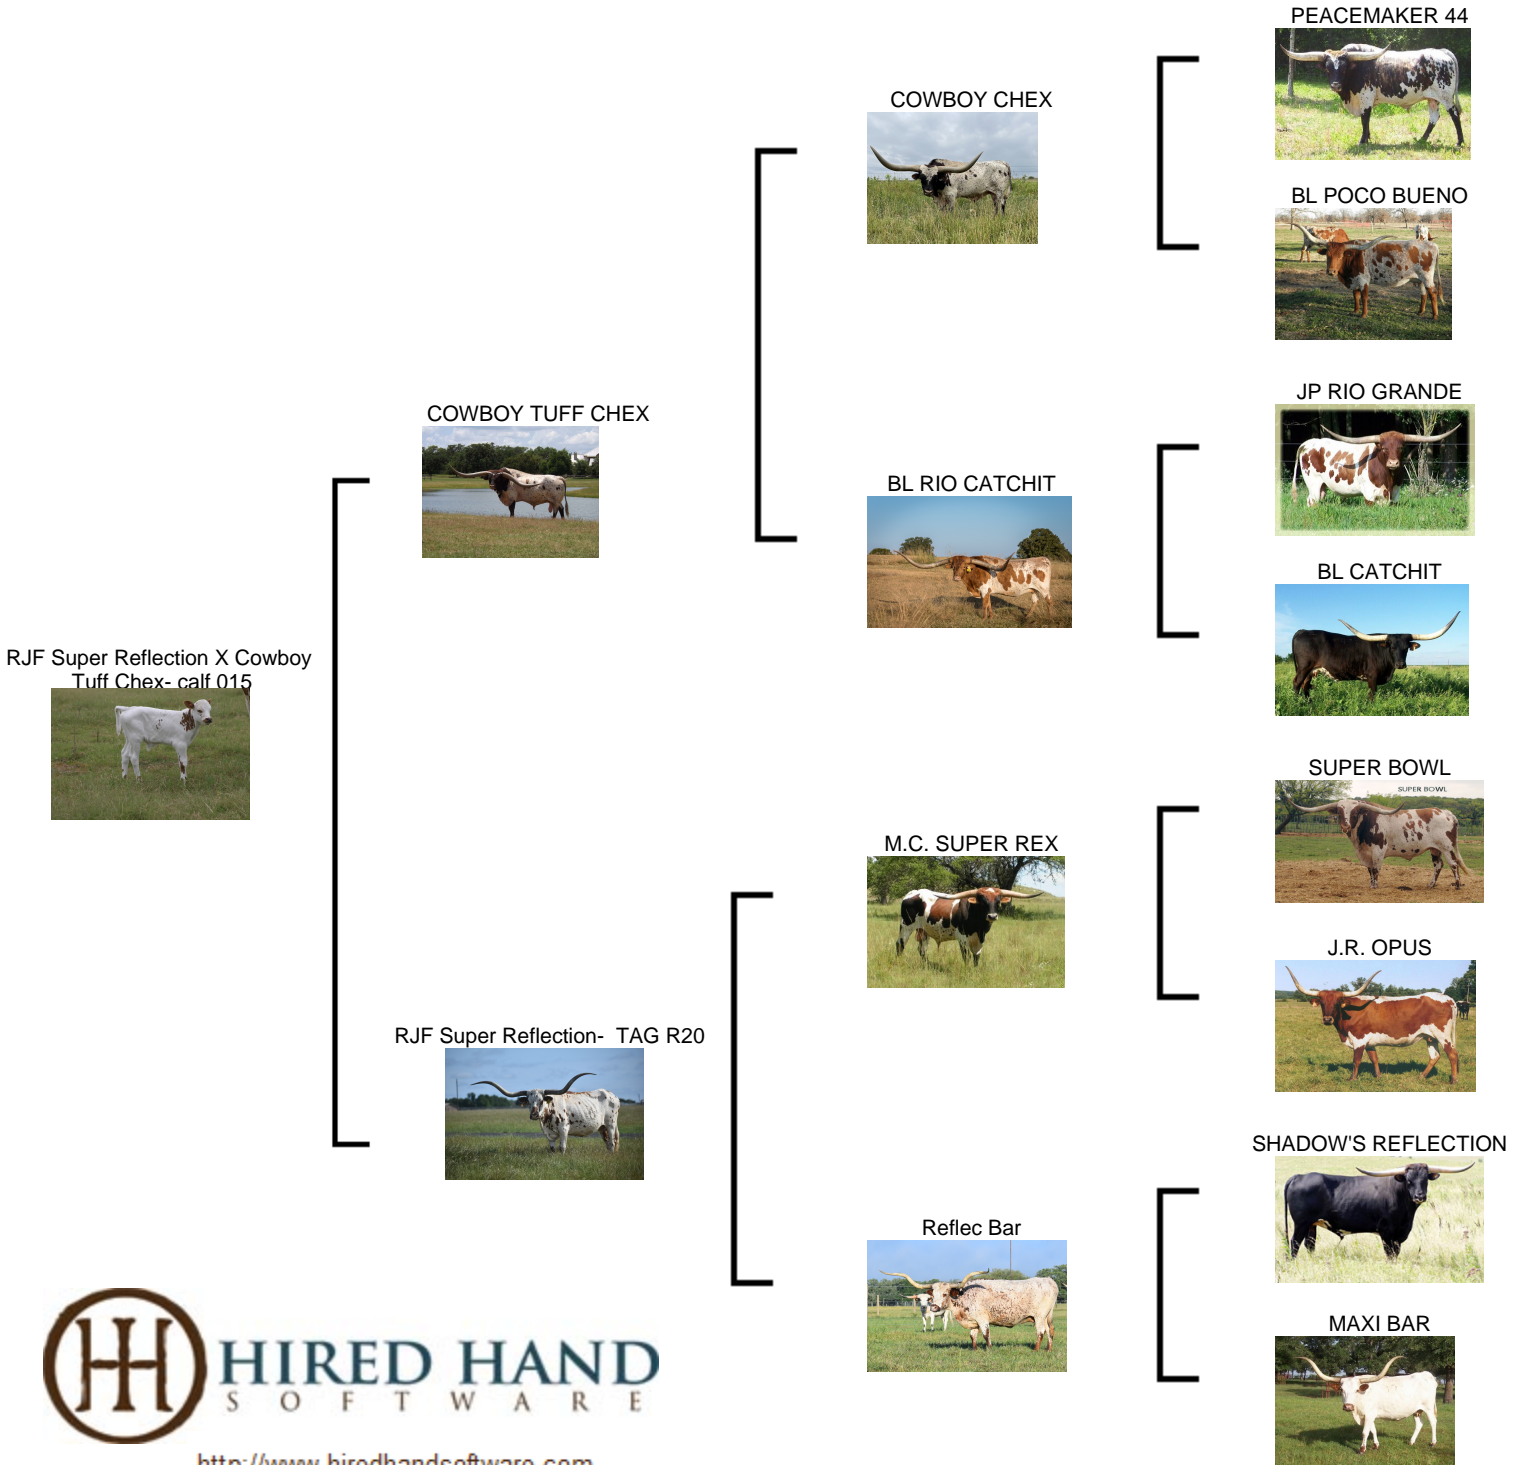 PEACEMAKER 44
COWBOY CHEX
BL POCO BUENO
JP RIO GRANDE
COWBOY TUFF CHEX
BL RIO CATCHIT
BL CATCHIT
RJF Super Reflection X Cowboy
Tuff Chex- calf 015
SUPER BOWL
SUPER BOWL
M.C. SUPER REX
J.R. OPUS
RJF Super Reflection- TAG R20
SHADOW'S REFLECTION
Reflec Bar
MAXI BAR
HIRED HAND
SOFTWARE
http://www.hiredhandsoftware.com